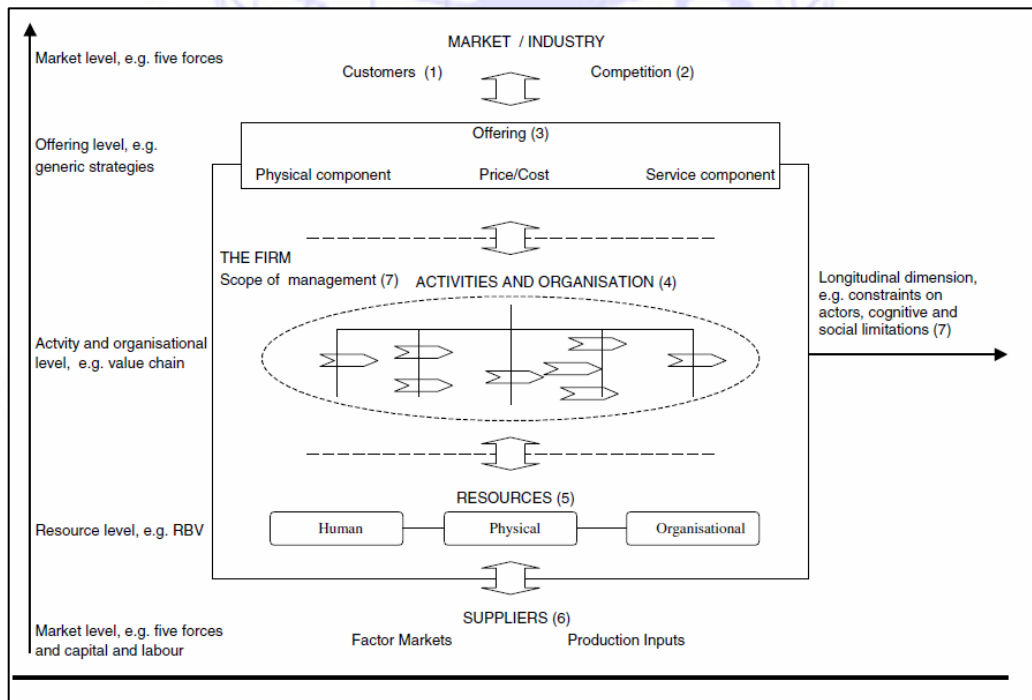 MARKET / INDUSTRY
Market level, e.g. five forces
Customers (1)
Competition (2)
Offering (3)
Offering level, e.g.
generic strategies
Physical component
Price/Cost
Service component
THE FIRM
Scope of management (7)
ACTIVITIES AND ORGANISATION (4)
Longitudinal dimension,
e.g. constraints on
actors, cognitive and
social limitations (7)
Actvity and organisational
level, e.g. value chain
RESOURCES (5)
Resource level, e.g. RBV
Human
Physical
Organisational
SUPPLIERS (6)
Market level, e.g. five forces
and capital and labour
Factor Markets
Production Inputs